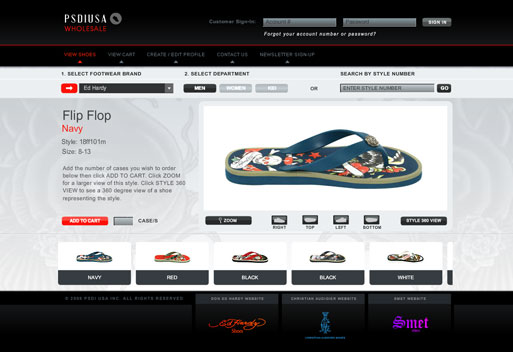 PSDIUSA
WHOLESALE
Customer Sign-in:
Account #
Password
SIGN IN
Forgot your account number or password?
VIEW SHOES
VIEW CART
CREATE / EDIT PROFILE
CONTACT US
NEWSLETTER SIGN-UP
1. SELECT FOOTWEAR BRAND
2. SELECT DEPARTMENT
SEARCH BY STYLE NUMBER
Ed Hardy
MEN
WOMEN
KID
OR
ENTER STYLE NUMBER
GO
Flip Flop
Navy
Style: 18ff101m
Size: 8-13
Add the number of cases you wish to order
below then click ADD TO CART. Click ZOOM
for a larger view of this style. Click STYLE 360
VIEW to see a 360 degree view of a shoe
representing the style.
ADD TO CART
CASE/S
ZOOM
RIGHT
TOP
LEFT
BOTTOM
STYLE 360 VIEW
NAVY
RED
BLACK
BLACK
WHITE
© 2008 PSDI USA INC. ALL RIGHTS RESERVED
DON ED HARDY WEBSITE
CHRISTIAN AUDIGIER WEBSITE
SMET WEBSITE
Ed Hardy
Shoes
CHRISTIAN AUDIGIER SHOES
Smet